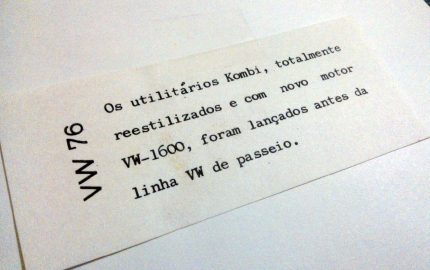 VW 76
Os utilitários Kombi, totalmente
reestilizados e com novo motor
VW-1600, foram lançados antes da
linha VW de passeio.